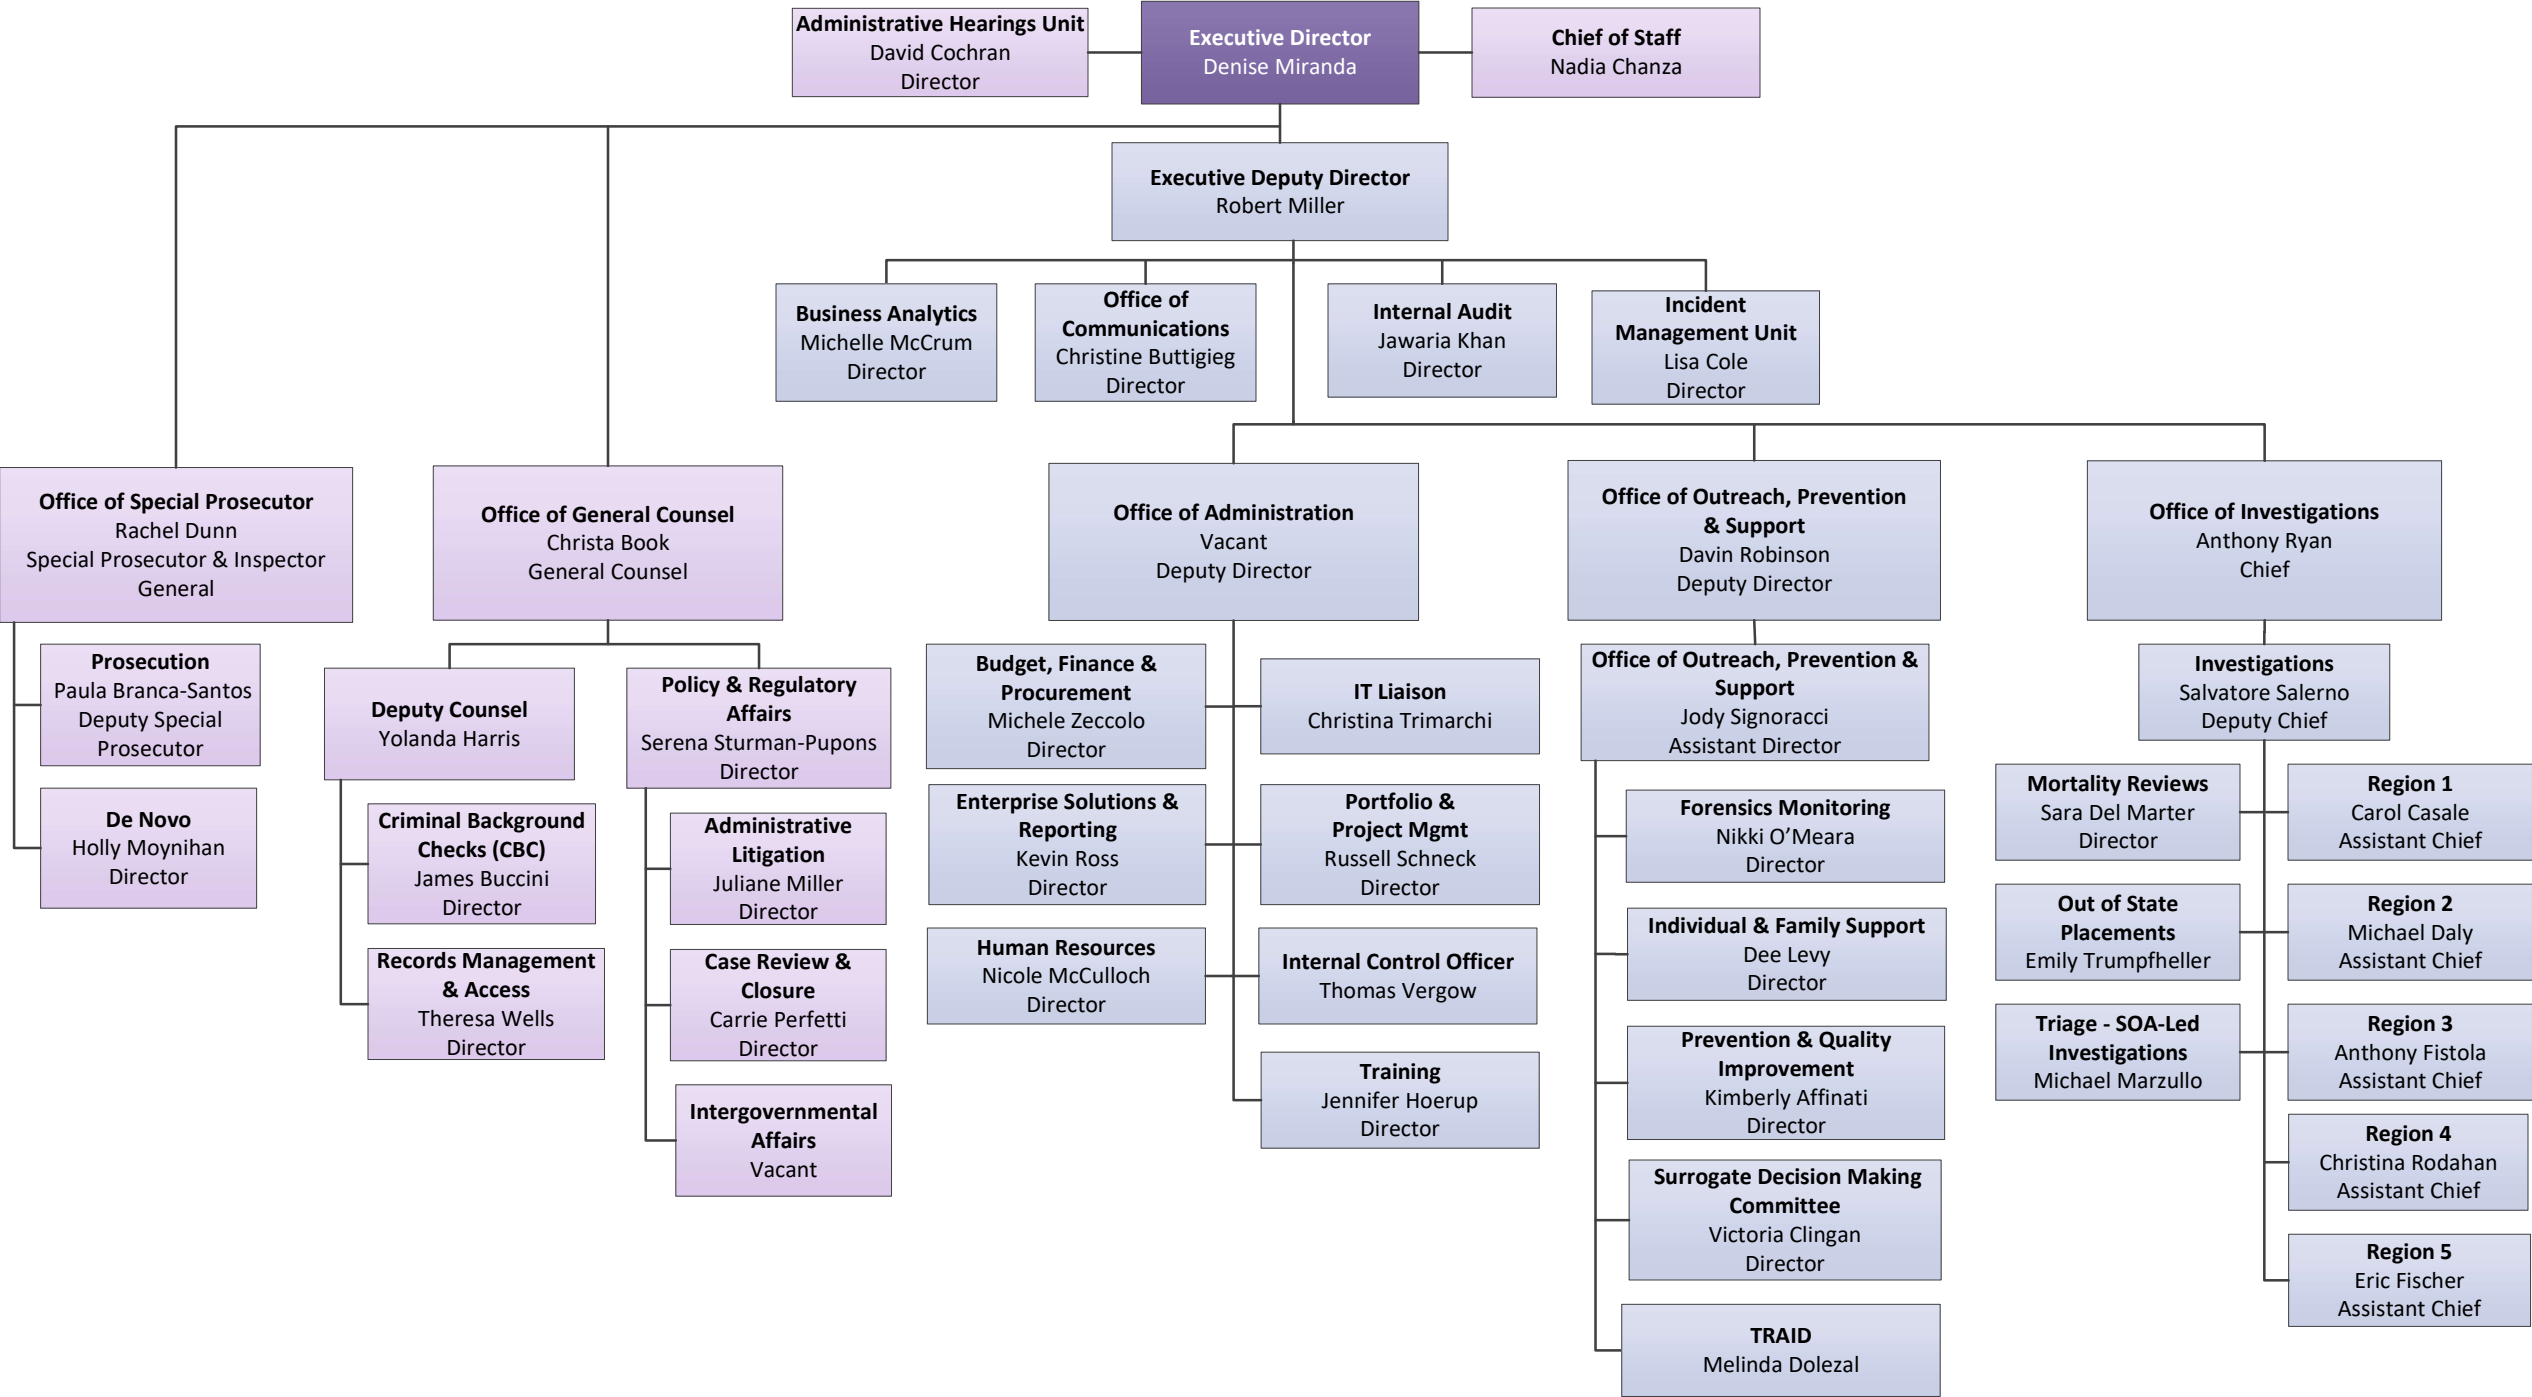 Administrative Hearings Unit
David Cochran
Director
Executive Director
Denise Miranda
Chief of Staff
Nadia Chanza
Executive Deputy Director
Robert Miller
Business Analytics
Michelle McCrum
Director
Office of
Communications
Christine Buttigieg
Director
Internal Audit
Jawaria Khan
Director
Incident
Management Unit
Lisa Cole
Director
Office of Special Prosecutor
Rachel Dunn
Special Prosecutor & Inspector
General
Office of General Counsel
Christa Book
General Counsel
Office of Administration
Vacant
Deputy Director
Office of Outreach, Prevention
& Support
Davin Robinson
Deputy Director
Office of Investigations
Anthony Ryan
Chief
Prosecution
Paula Branca-Santos
Deputy Special
Prosecutor
De Novo
Holly Moynihan
Director
Deputy Counsel
Yolanda Harris
Criminal Background
Checks (CBC)
James Buccini
Director
Records Management
& Access
Theresa Wells
Director
Policy & Regulatory
Affairs
Serena Sturman-Pupons
Director
Administrative
Litigation
Juliane Miller
Director
Case Review &
Closure
Carrie Perfetti
Director
Intergovernmental
Affairs
Vacant
Budget, Finance &
Procurement
Michele Zeccolo
Director
IT Liaison
Christina Trimarchi
Enterprise Solutions &
Reporting
Kevin Ross
Director
Portfolio &
Project Mgmt
Russell Schneck
Director
Human Resources
Nicole McCulloch
Director
Internal Control Officer
Thomas Vergow
Training
Jennifer Hoerup
Director
Office of Outreach, Prevention &
Support
Jody Signoracci
Assistant Director
Forensics Monitoring
Nikki O’Meara
Director
Individual & Family Support
Dee Levy
Director
Prevention & Quality
Improvement
Kimberly Affinati
Director
Surrogate Decision Making
Committee
Victoria Clingan
Director
TRAID
Melinda Dolezal
Investigations
Salvatore Salerno
Deputy Chief
Mortality Reviews
Sara Del Marter
Director
Region 1
Carol Casale
Assistant Chief
Out of State
Placements
Emily Trumpfheller
Region 2
Michael Daly
Assistant Chief
Triage - SOA-Led
Investigations
Michael Marzullo
Region 3
Anthony Fistola
Assistant Chief
Region 4
Christina Rodahan
Assistant Chief
Region 5
Eric Fischer
Assistant Chief